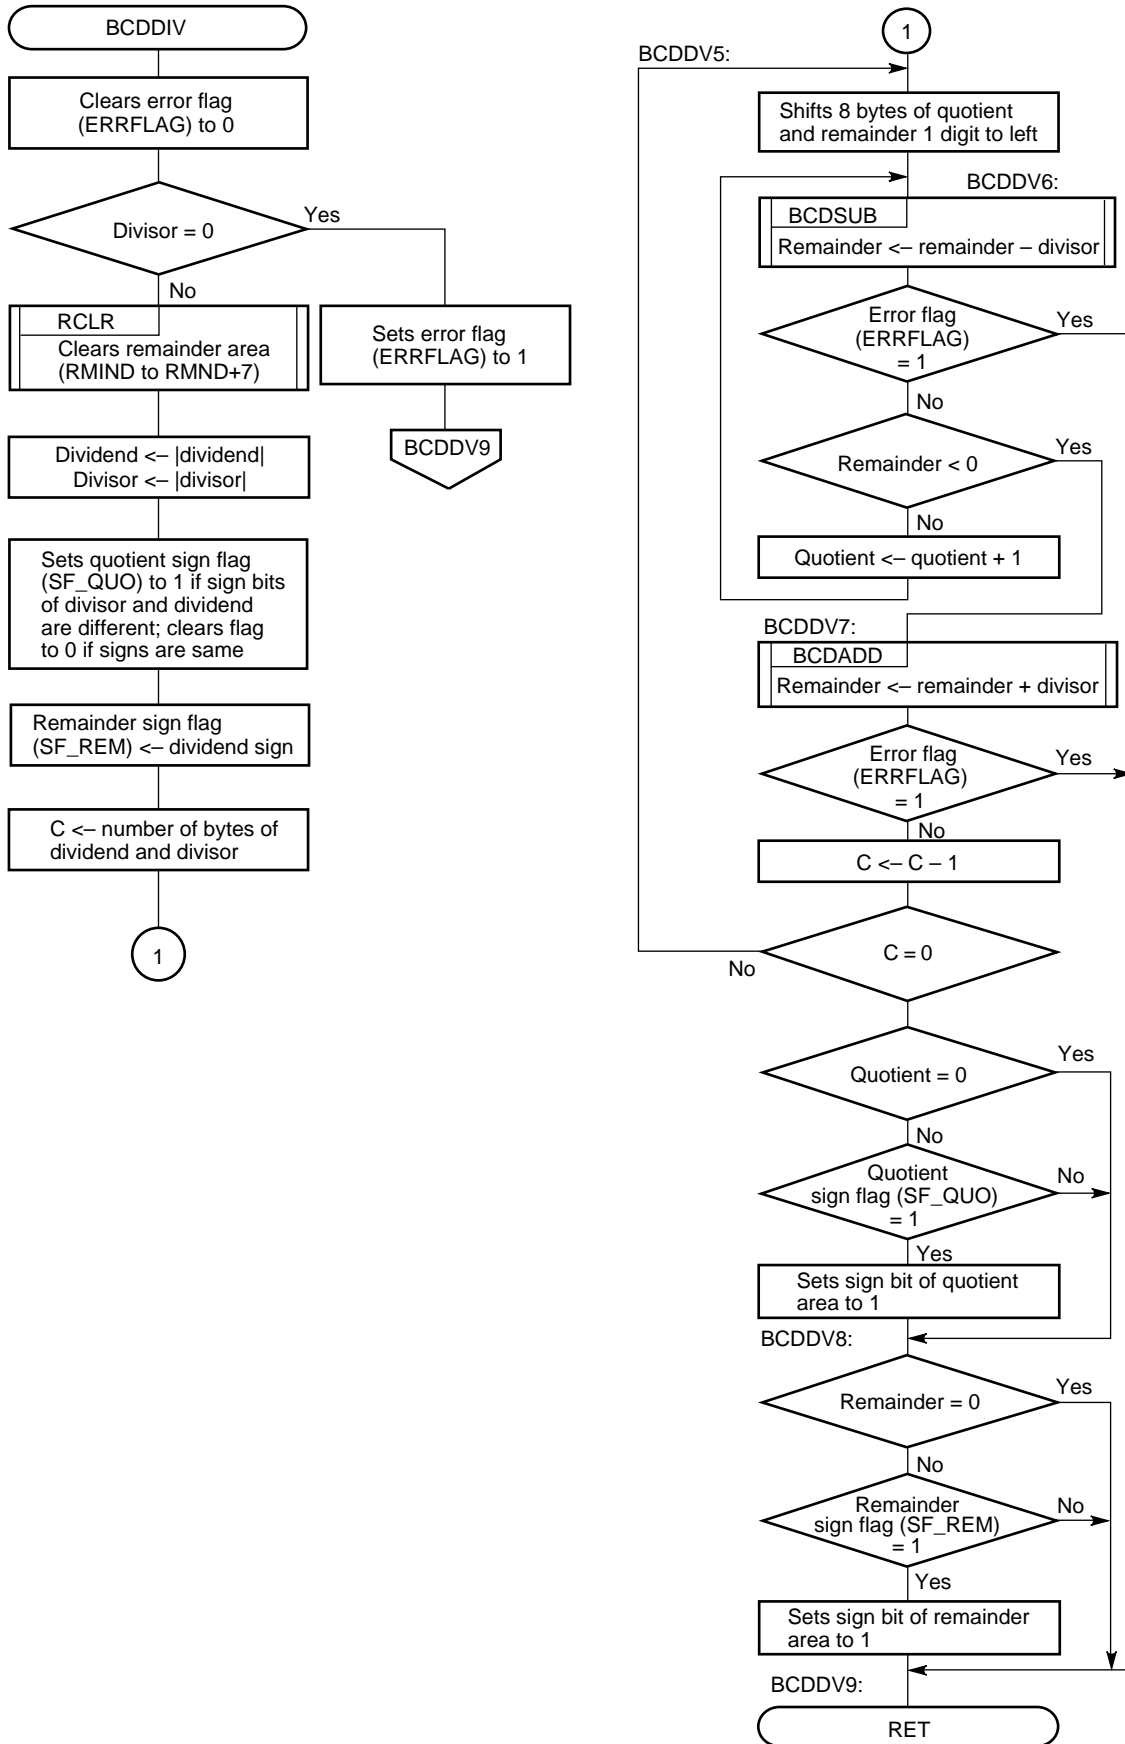 BCDDIV
Clears error flag
(ERRFLAG) to 0
Divisor = 0
Yes
No
RCLR
Clears remainder area
(RMIND to RMND+7)
Sets error flag
(ERRFLAG) to 1
BCDDV9
Dividend <– |dividend|
Divisor <– |divisor|
Sets quotient sign flag
(SF_QUO) to 1 if sign bits
of divisor and dividend
are different; clears flag
to 0 if signs are same
Remainder sign flag
(SF_REM) <– dividend sign
C <– number of bytes of
dividend and divisor
1
1
BCDDV5:
Shifts 8 bytes of quotient
and remainder 1 digit to left
BCDDV6:
BCDSUB
Remainder <– remainder – divisor
Error flag
(ERRFLAG)
= 1
Yes
No
Remainder < 0
Yes
No
Quotient <– quotient + 1
BCDDV7:
BCDADD
Remainder <– remainder + divisor
Error flag
(ERRFLAG)
= 1
Yes
No
C <– C – 1
C = 0
No
Quotient = 0
Yes
No
Quotient
sign flag (SF_QUO)
= 1
No
Yes
Sets sign bit of quotient
area to 1
BCDDV8:
Remainder = 0
Yes
No
Remainder
sign flag (SF_REM)
= 1
No
Yes
Sets sign bit of remainder
area to 1
BCDDV9:
RET